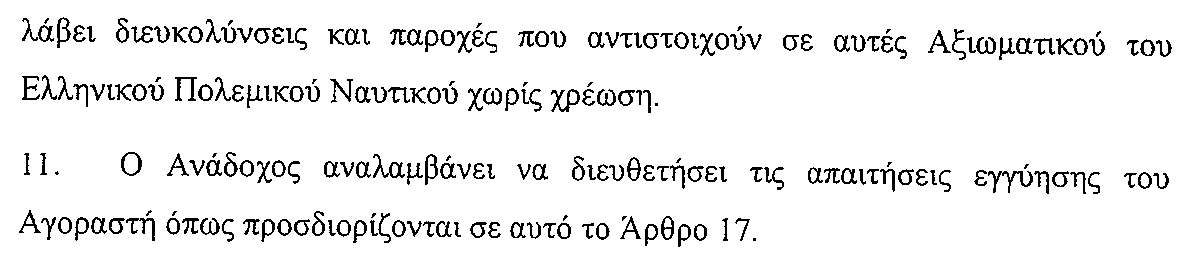 λάβει διευκολύνσεις και παροχές που αντιστοιχούν σε αυτές Αξιωματικού του
Ελληνικού Πολεμικού Ναυτικού χωρίς χρέωση.
11. Ο Ανάδοχος αναλαμβάνει να διευθετήσει τις απαιτήσεις εγγύησης του
Αγοραστή όπως προσδιορίζονται σε αυτό το Άρθρο 17.